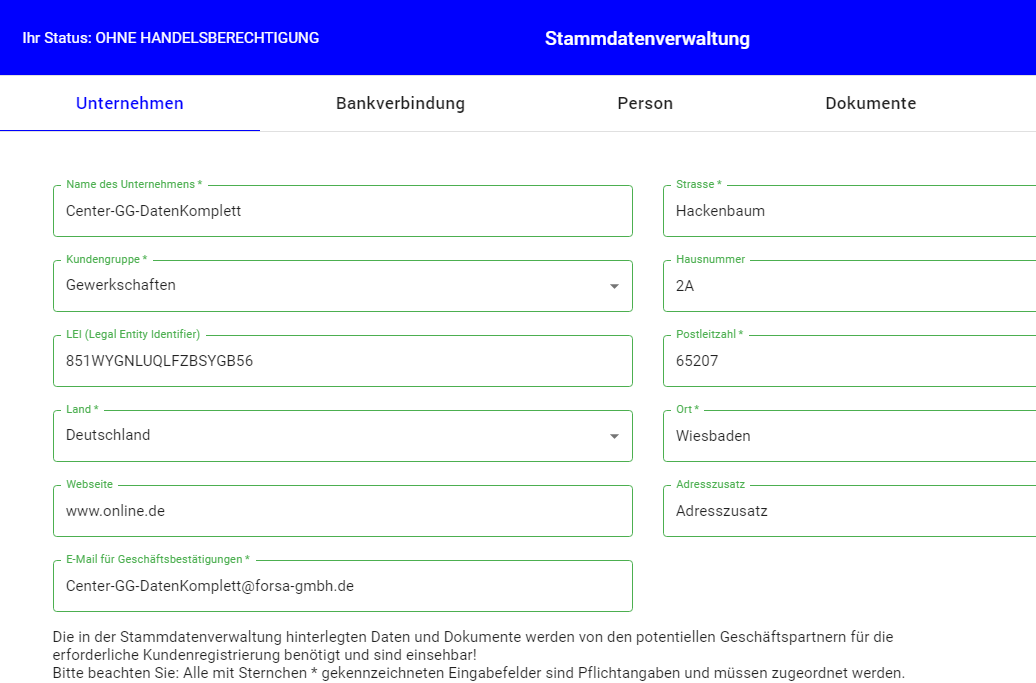 Ihr Status: OHNE HANDELSBERECHTIGUNG
Stammdatenverwaltung
Unternehmen
Bankverbindung
Person
Dokumente
Name des Unternehmens *
Center-GG-DatenKomplett
Strasse *
Hackenbaum
Kundengruppe *
Gewerkschaften
Hausnummer
2A
LEI (Legal Entity Identifier)
851WYGNLUQLFZBSYGB56
Postleitzahl *
65207
Land *
Deutschland
Ort *
Wiesbaden
Webseite
www.online.de
Adresszusatz
Adresszusatz
E-Mail für Geschäftsbestätigungen *
Center-GG-DatenKomplett@forsa-gmbh.de
Die in der Stammdatenverwaltung hinterlegten Daten und Dokumente werden von den potentiellen Geschäftspartnern für die
erforderliche Kundenregistrierung benötigt und sind einsehbar!
Bitte beachten Sie: Alle mit Sternchen * gekennzeichneten Eingabefelder sind Pflichtangaben und müssen zugeordnet werden.